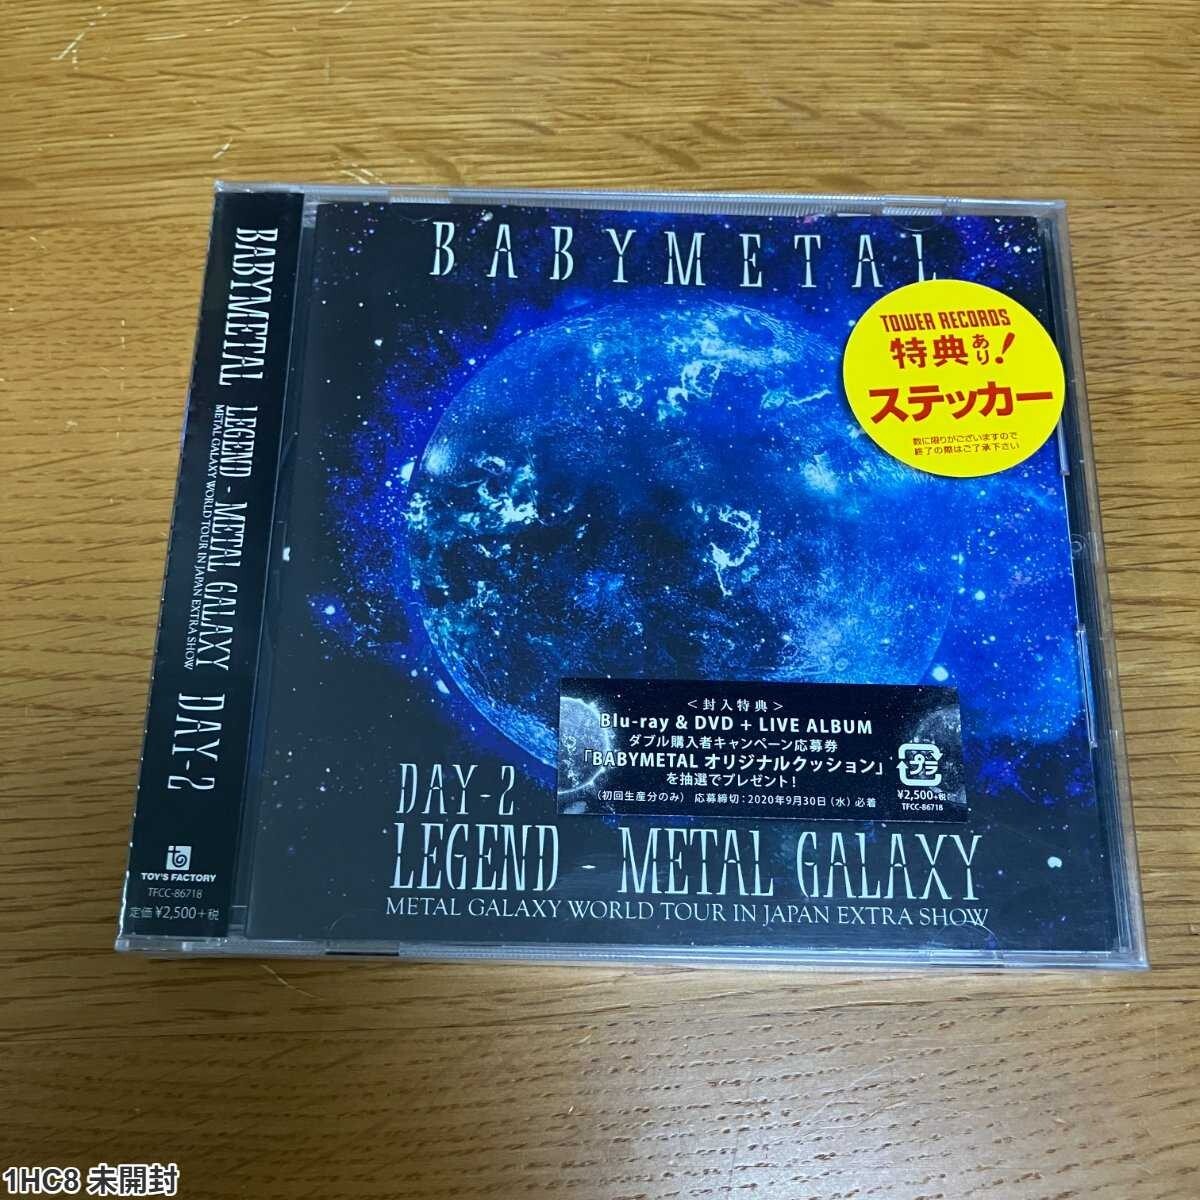 BABYMETAL LEGEND - METAL GALAXY DAY-2
METAL GALAXY WORLD TOUR IN JAPAN EXTRA SHOW
TOY'S FACTORY
TFCC-86718
定価 ¥2,500+税
BABYMETAL
TOWER RECORDS
特典あり!
ステッカー
数に限りがございますので
終了の際はご了承下さい
＜封入特典＞
Blu-ray & DVD + LIVE ALBUM
ダブル購入者キャンペーン応募券
「BABYMETAL オリジナルクッション」
を抽選でプレゼント!
(初回生産分のみ) 応募締切:2020年9月30日(水)必着
プラ
¥2,500+税
TFCC-86718
DAY-2
LEGEND - METAL GALAXY
METAL GALAXY WORLD TOUR IN JAPAN EXTRA SHOW
1HC8 未開封